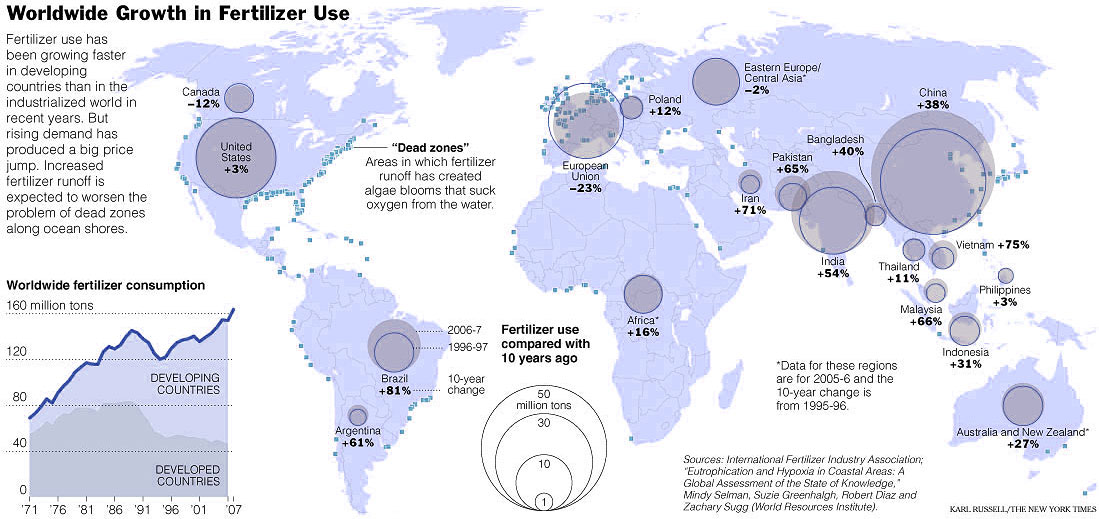 Worldwide Growth in Fertilizer Use
Fertilizer use has
been growing faster
in developing
countries than in the
industrialized world in
recent years. But
rising demand has
produced a big price
jump. Increased
fertilizer runoff is
expected to worsen the
problem of dead zones
along ocean shores.
Canada
–12%
United
States
+3%
“Dead zones”
Areas in which fertilizer
runoff has created
algae blooms that suck
oxygen from the water.
European
Union
–23%
Poland
+12%
Eastern Europe/
Central Asia*
–2%
China
+38%
Bangladesh
+40%
Pakistan
+65%
Iran
+71%
India
+54%
Thailand
+11%
Vietnam +75%
Philippines
+3%
Malaysia
+66%
Indonesia
+31%
Africa*
+16%
Australia and New Zealand*
+27%
Brazil
+81%
Argentina
+61%
2006-7
1996-97
10-year
change
Fertilizer use
compared with
10 years ago
50
million tons
30
10
1
*Data for these regions
are for 2005-6 and the
10-year change is
from 1995-96.
Worldwide fertilizer consumption
160 million tons
120
80
40
0
DEVELOPING
COUNTRIES
DEVELOPED
COUNTRIES
’71 ’76 ’81 ’86 ’91 ’96 ’01 ’07
Sources: International Fertilizer Industry Association;
“Eutrophication and Hypoxia in Coastal Areas: A
Global Assessment of the State of Knowledge,”
Mindy Selman, Suzie Greenhalgh, Robert Diaz and
Zachary Sugg (World Resources Institute).
KARL RUSSELL/THE NEW YORK TIMES